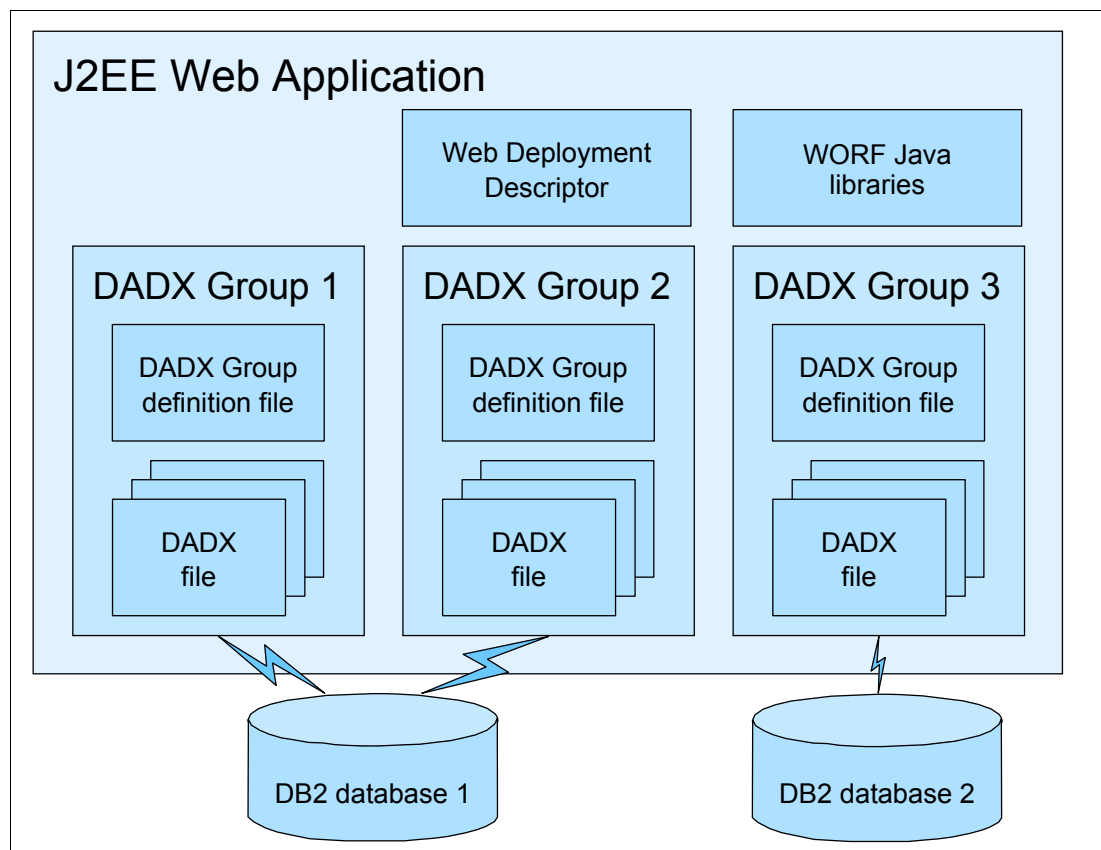 J2EE Web Application
Web Deployment
Descriptor
WORF Java
libraries
DADX Group 1
DADX Group
definition file
DADX
file
DADX Group 2
DADX Group
definition file
DADX
file
DADX Group 3
DADX Group
definition file
DADX
file
DB2 database 1
DB2 database 2